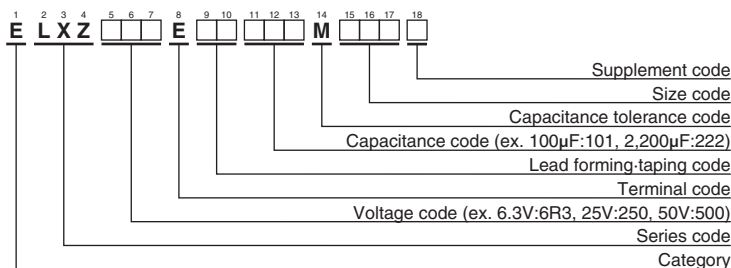 1 2 3 4 5 6 7 8 9 10 11 12 13 14 15 16 17 18
E L X Z E M
Supplement code
Size code
Capacitance tolerance code
Capacitance code (ex. 100μF:101, 2,200μF:222)
Lead forming·taping code
Terminal code
Voltage code (ex. 6.3V:6R3, 25V:250, 50V:500)
Series code
Category